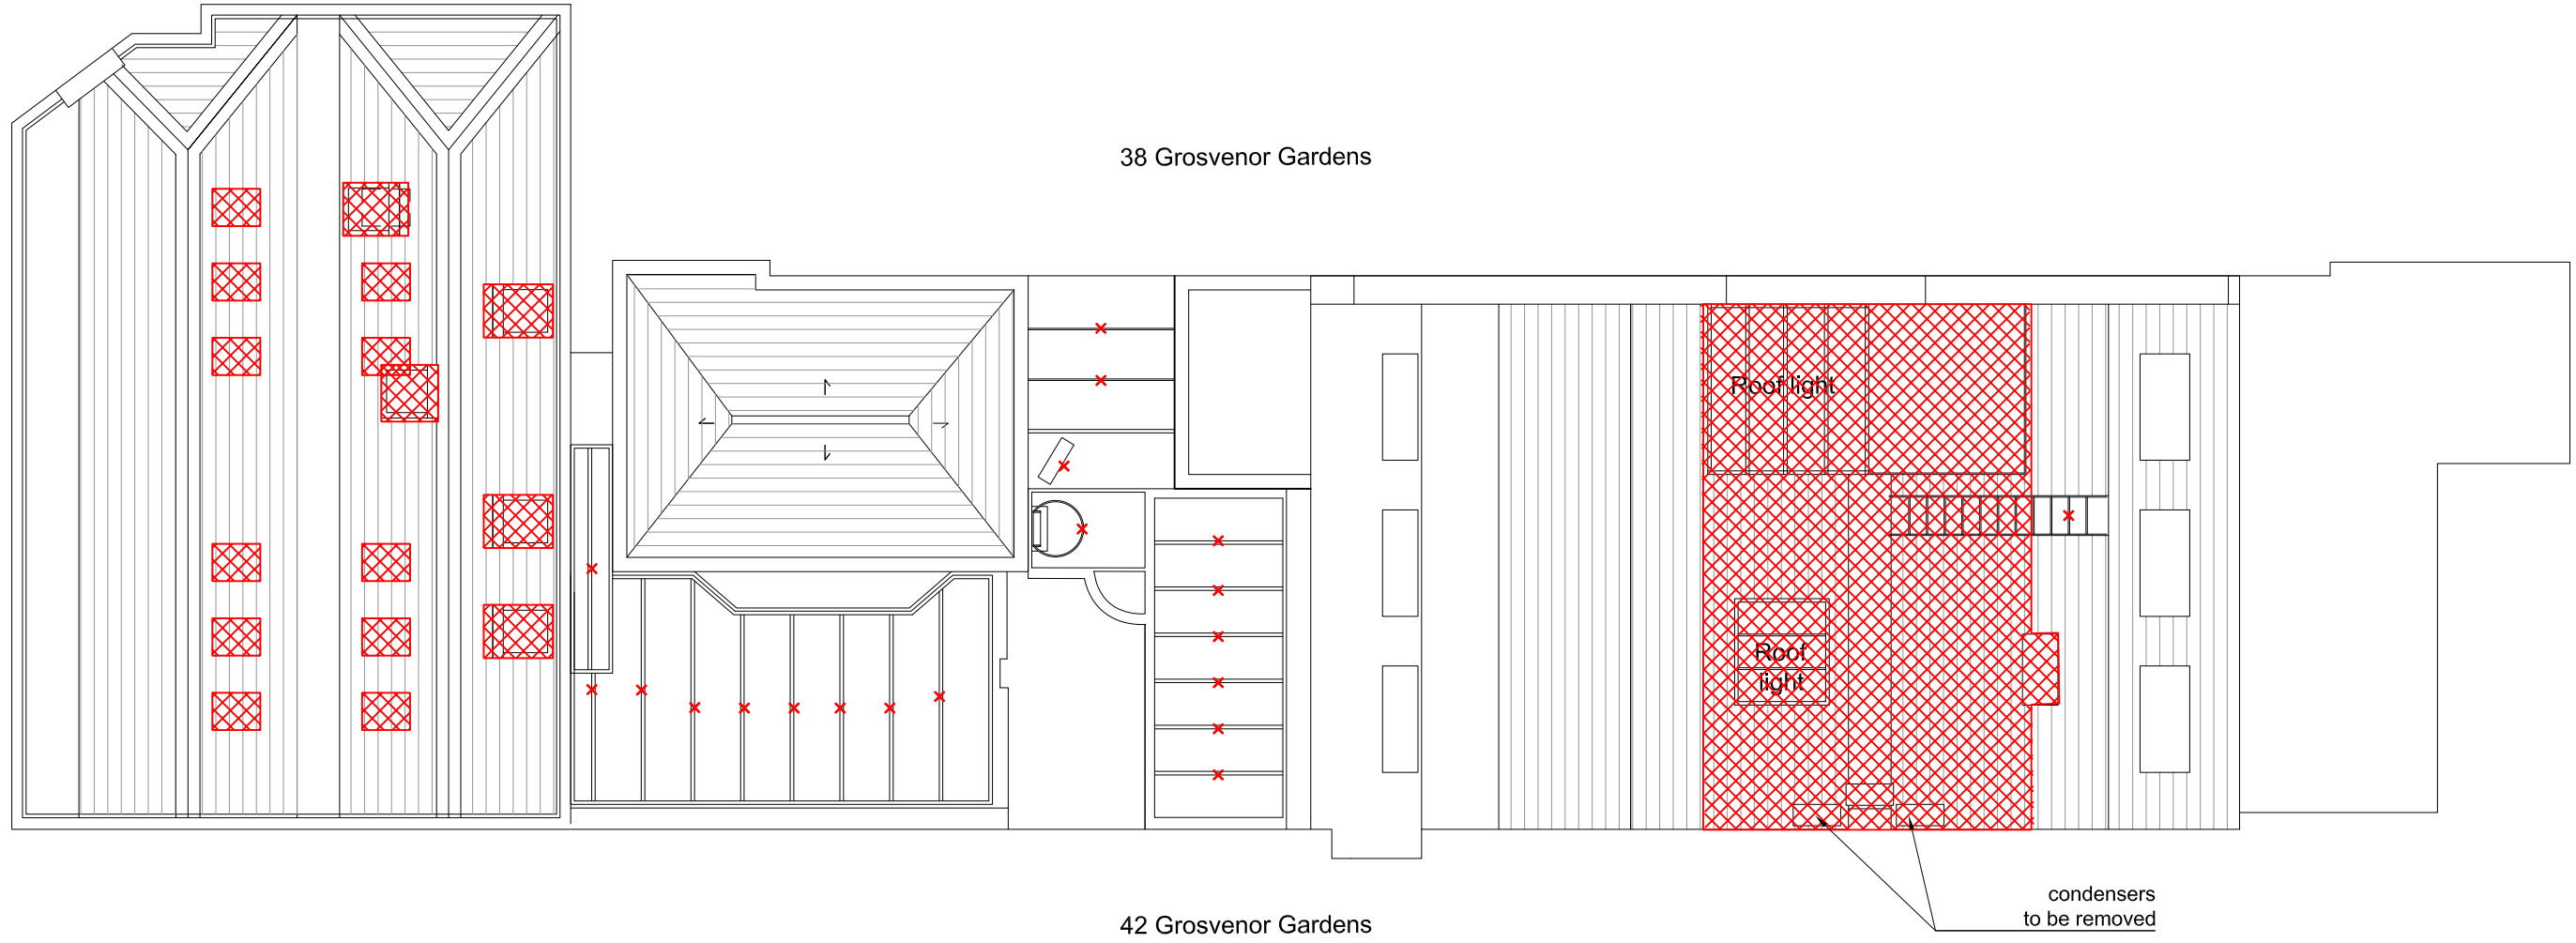 38 Grosvenor Gardens
Roof light
Roof
light
condensers
to be removed
42 Grosvenor Gardens